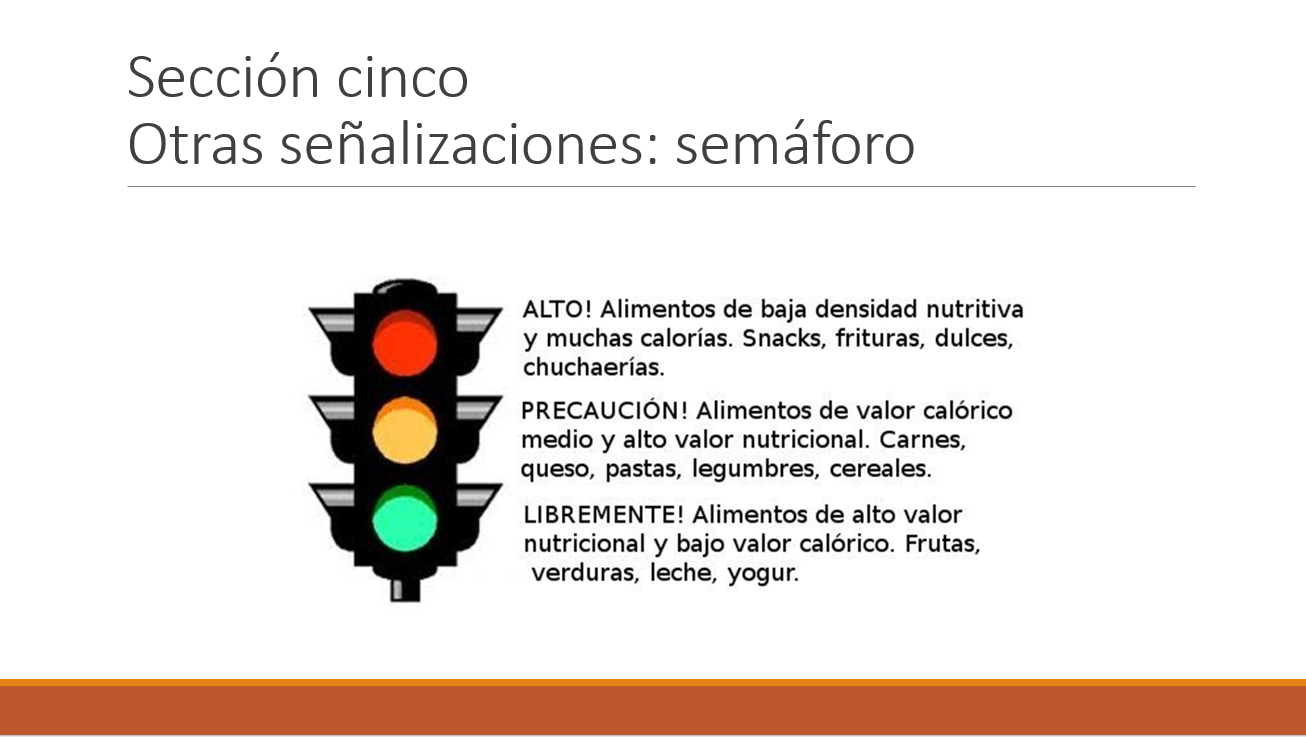 Sección cinco
Otras señalizaciones: semáforo
ALTO! Alimentos de baja densidad nutritiva
y muchas calorías. Snacks, frituras, dulces,
chuchaerías.
PRECAUCIÓN! Alimentos de valor calórico
medio y alto valor nutricional. Carnes,
queso, pastas, legumbres, cereales.
LIBREMENTE! Alimentos de alto valor
nutricional y bajo valor calórico. Frutas,
verduras, leche, yogur.